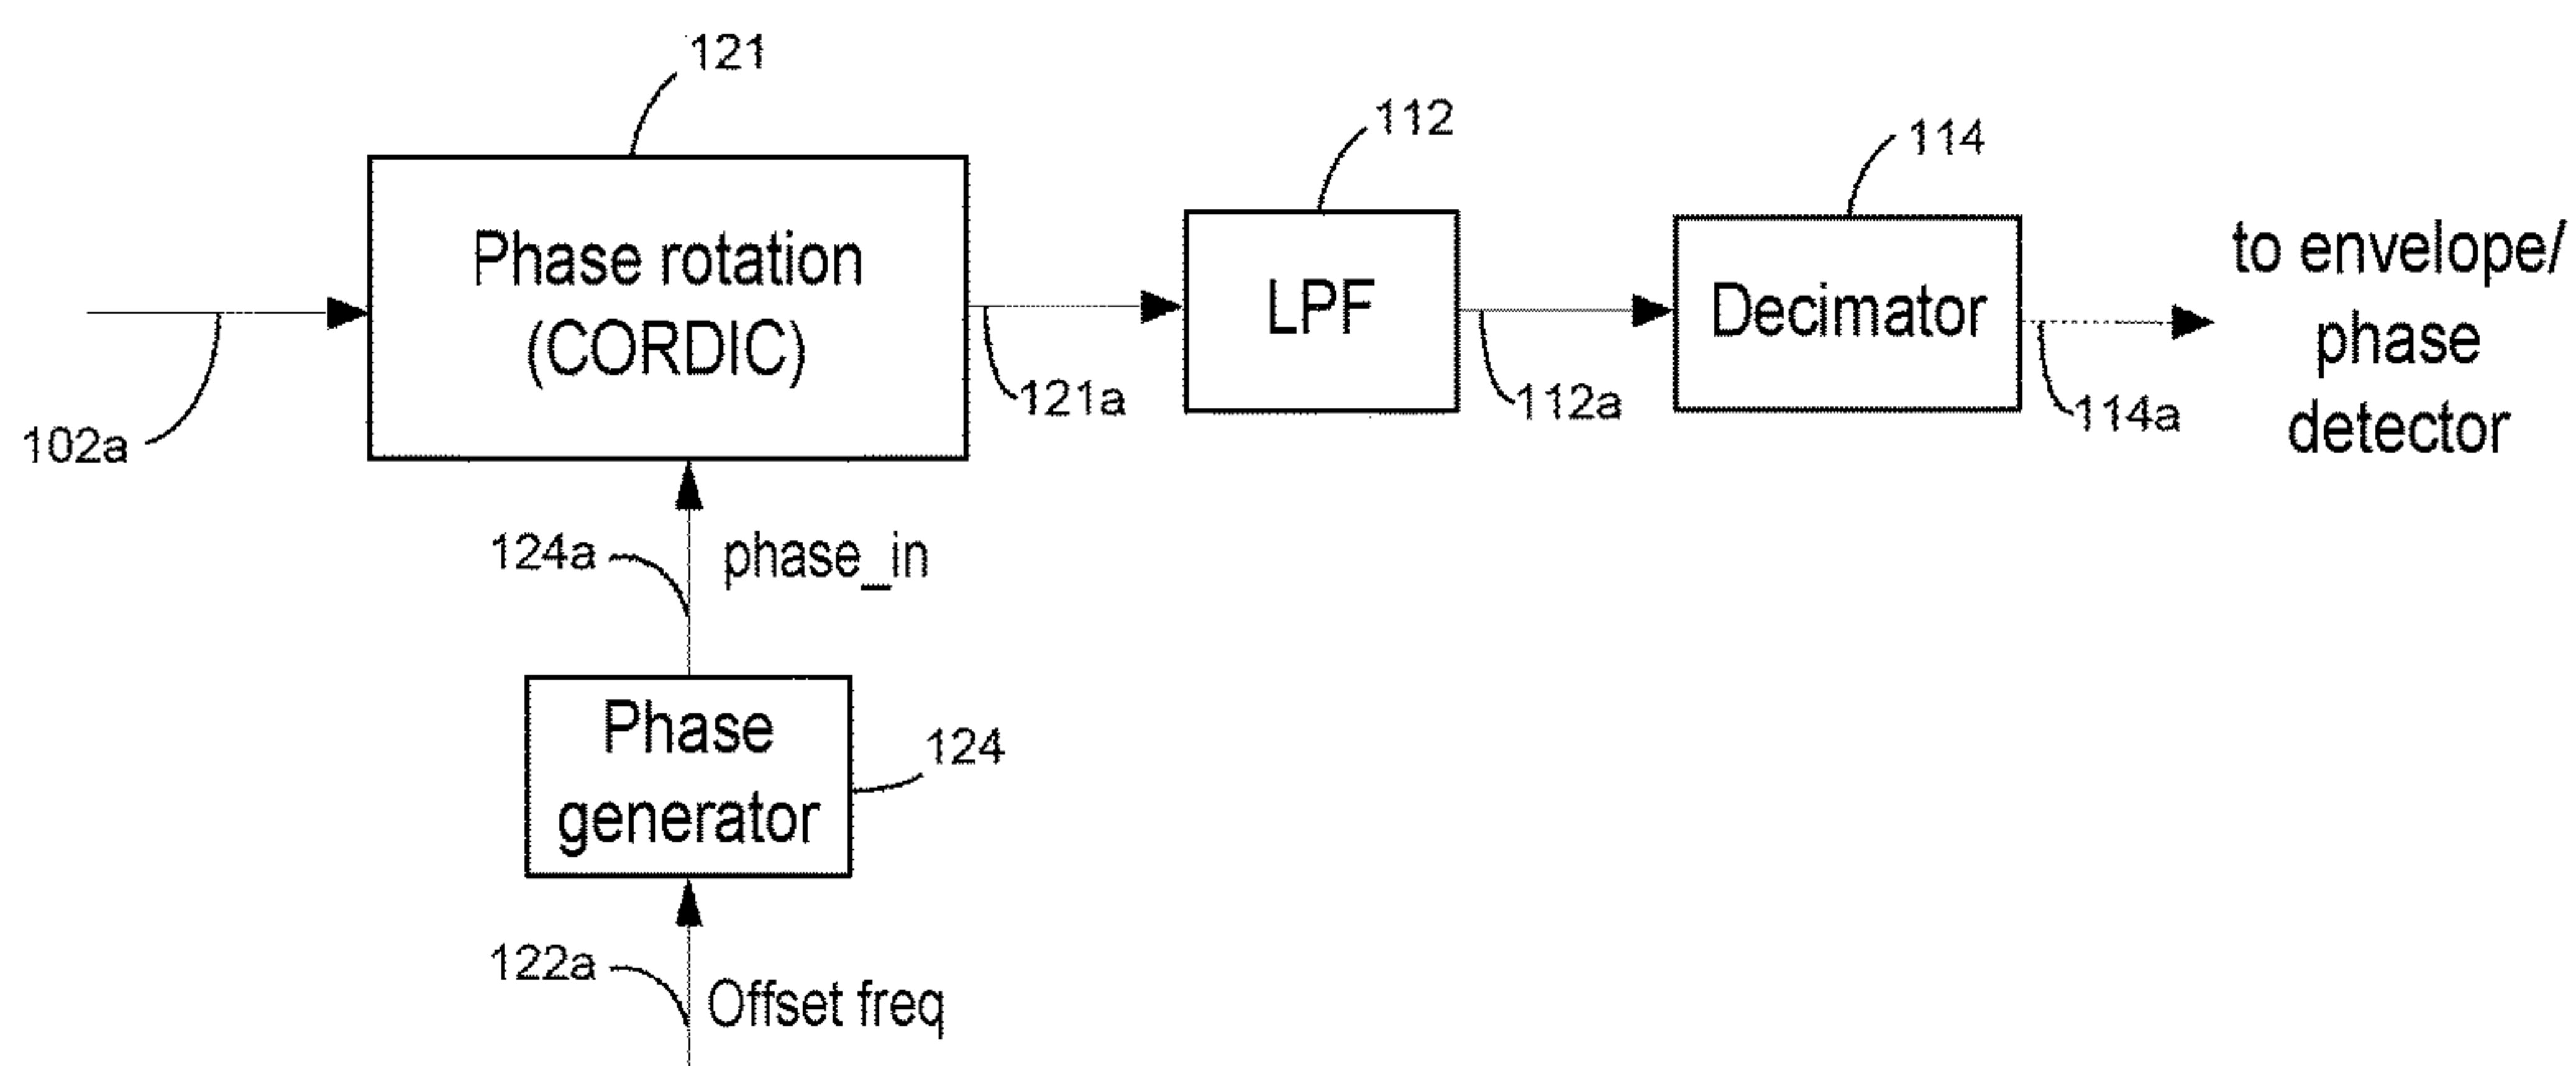 121
112
114
Phase rotation
(CORDIC)
LPF
Decimator
to envelope/
phase
detector
102a
121a
112a
114a
124a
phase_in
Phase
generator
124
122a
Offset freq